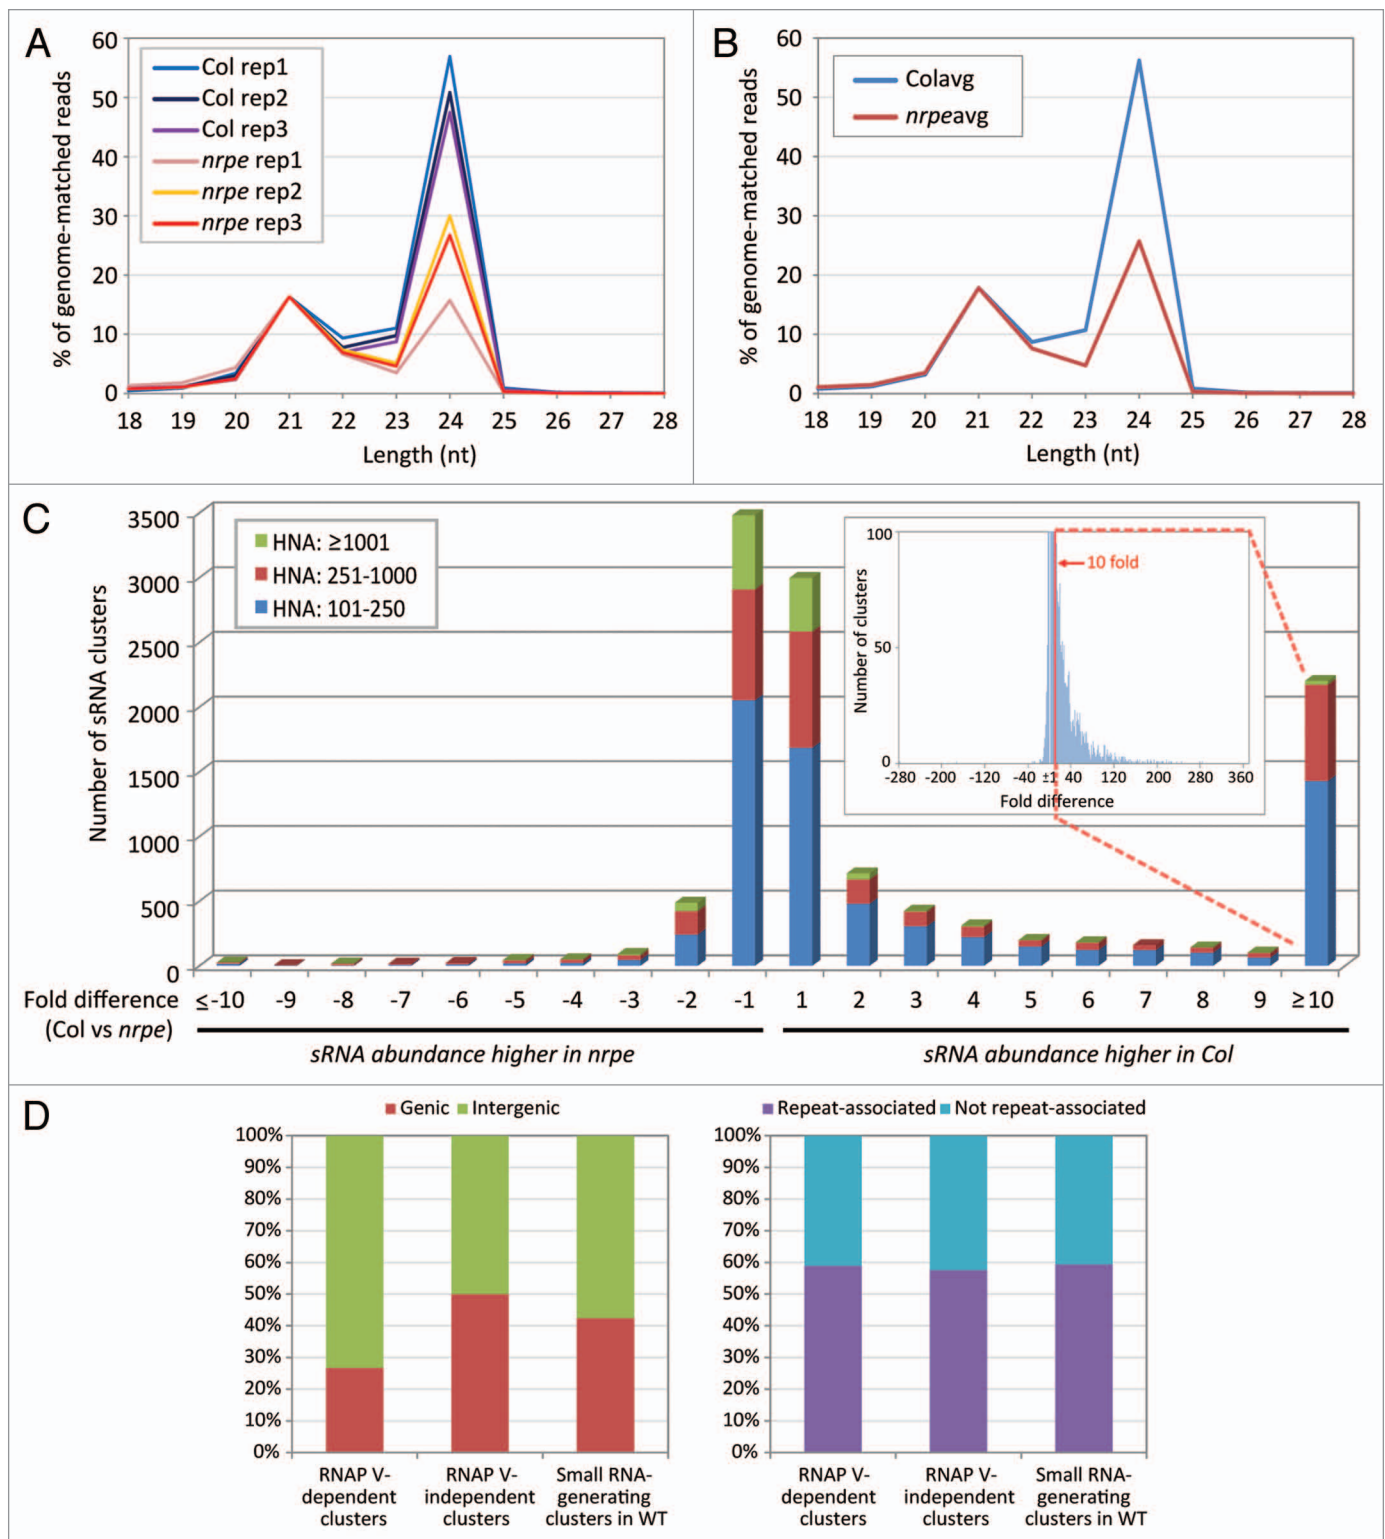 A
60
50
40
30
20
10
0
% of genome-matched reads
Col rep1
Col rep2
Col rep3
nrpe rep1
nrpe rep2
nrpe rep3
18 19 20 21 22 23 24 25 26 27 28
Length (nt)
B
60
50
40
30
20
10
0
% of genome-matched reads
Colavg
nrpeavg
18 19 20 21 22 23 24 25 26 27 28
Length (nt)
C
3500
3000
2500
2000
1500
1000
500
0
Number of sRNA clusters
HNA: ≥1001
HNA: 251-1000
HNA: 101-250
100
50
0
Number of clusters
10 fold
-280 -200 -120 -40 ±1 40 120 200 280 360
Fold difference
Fold difference ≤-10 -9 -8 -7 -6 -5 -4 -3 -2 -1 1 2 3 4 5 6 7 8 9 ≥10
(Col vs nrpe)
sRNA abundance higher in nrpe
sRNA abundance higher in Col
D
Genic Intergenic
100%
90%
80%
70%
60%
50%
40%
30%
20%
10%
0%
RNAP V-
dependent
clusters
RNAP V-
independent
clusters
Small RNA-
generating
clusters in WT
Repeat-associated Not repeat-associated
100%
90%
80%
70%
60%
50%
40%
30%
20%
10%
0%
RNAP V-
dependent
clusters
RNAP V-
independent
clusters
Small RNA-
generating
clusters in WT